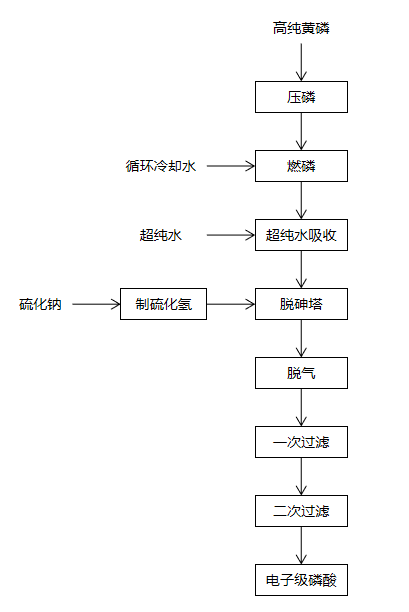 高纯黄磷
压磷
循环冷却水
燃磷
超纯水
超纯水吸收
硫化钠
制硫化氢
脱砷塔
脱气
一次过滤
二次过滤
电子级磷酸